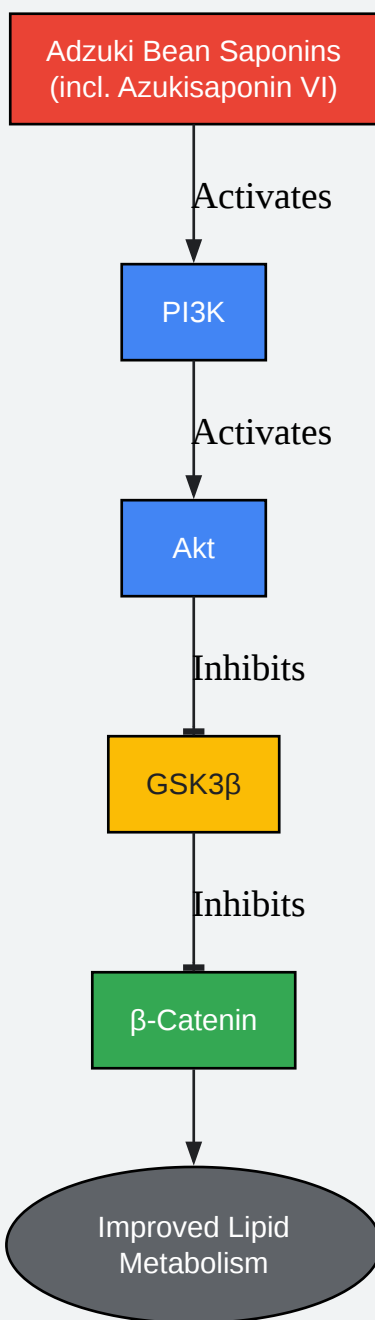 Adzuki Bean Saponins
(incl. Azukisaponin VI)
Activates
PI3K
Activates
Akt
Inhibits
GSK3β
Inhibits
β-Catenin
Improved Lipid
Metabolism